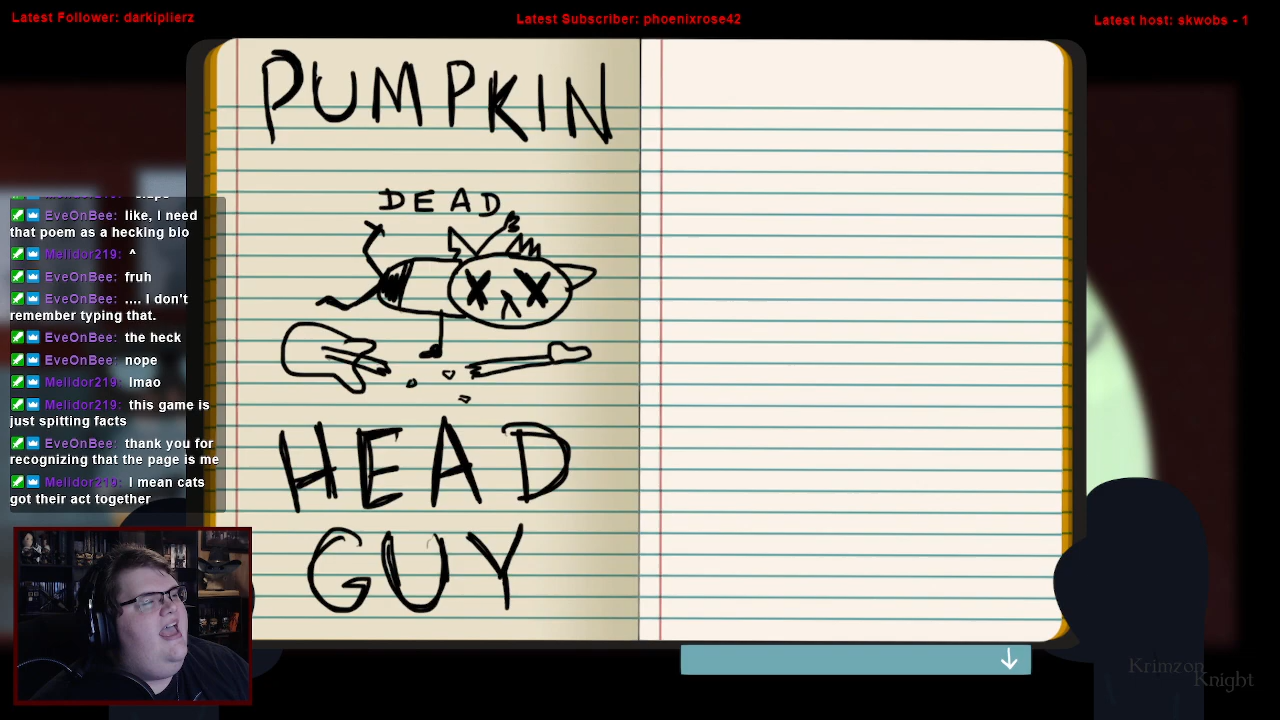 Latest Follower: darkiplierz
Latest Subscriber: phoenixrose42
Latest host: skwobs - 1
PUMPKIN
DEAD
HEAD
GUY
EveOnBee: like, I need
that poem as a hecking bio
Melidor219: ^
EveOnBee: fruh
EveOnBee: .... I don't
remember typing that.
EveOnBee: the heck
EveOnBee: nope
Melidor219: lmao
Melidor219: this game is
just spitting facts
EveOnBee: thank you for
recognizing that the page is me
Melidor219: I mean cats
got their act together
Krimzon
Knight